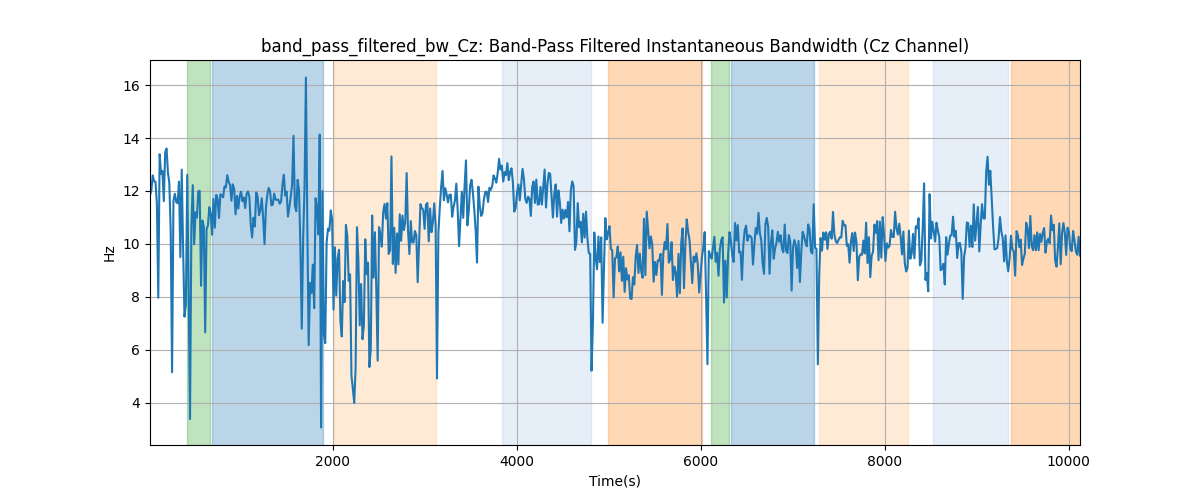 band_pass_filtered_bw_Cz: Band-Pass Filtered Instantaneous Bandwidth (Cz Channel)
16
14
12
10
8
6
4
Hz
2000 4000 6000 8000 10000
Time(s)